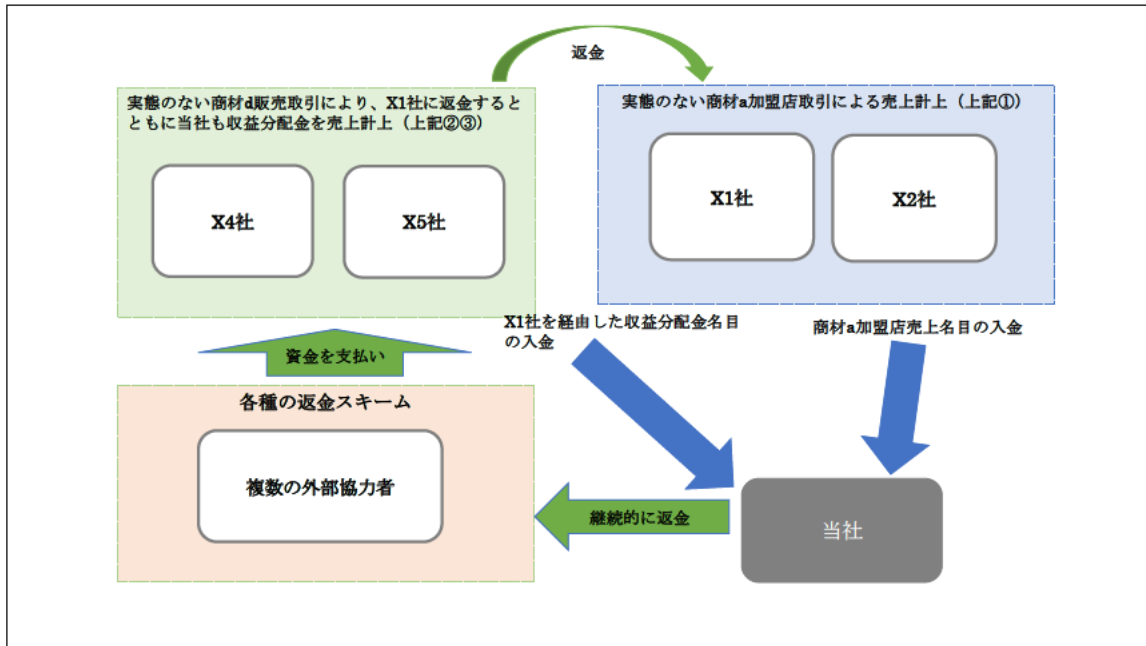 返金
実態のない商材d販売取引により、X1社に返金すると
ともに当社も収益分配金を売上計上（上記②③）
X4社
X5社
実態のない商材a加盟店取引による売上計上（上記①）
X1社
X2社
X1社を経由した収益分配金名目
の入金
商材a加盟店売上名目の入金
資金を支払い
各種の返金スキーム
複数の外部協力者
継続的に返金
当社